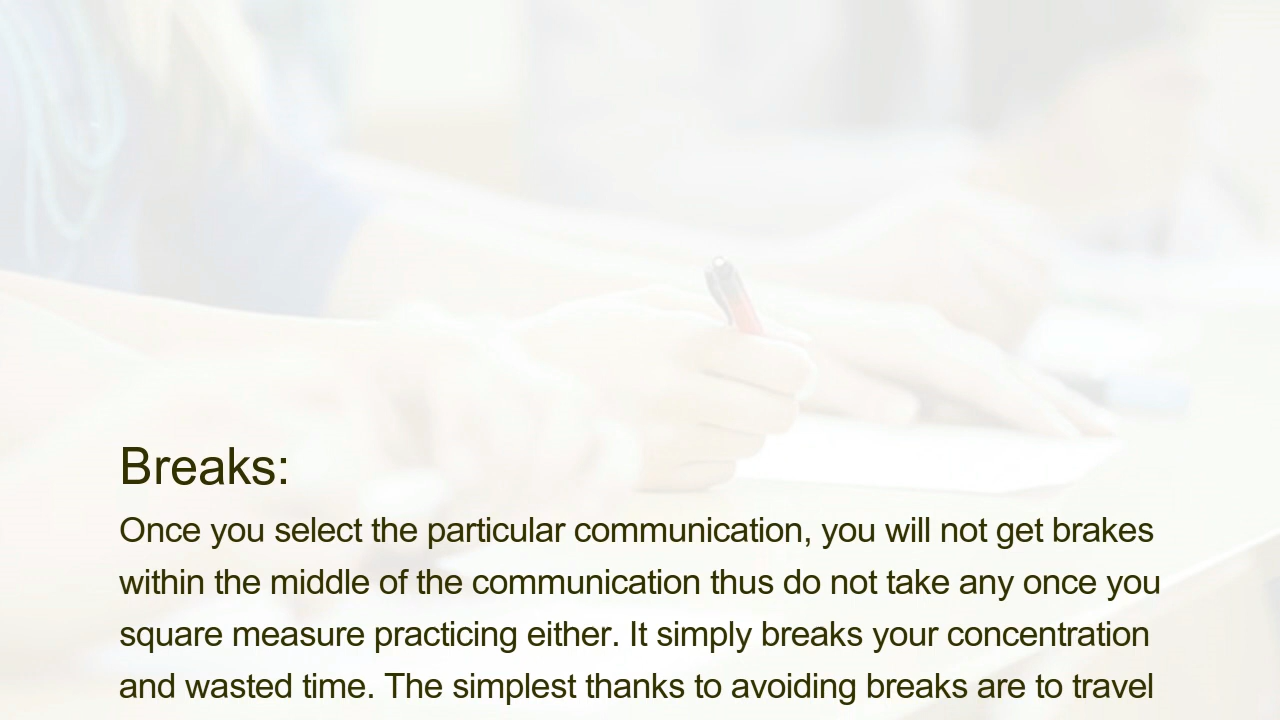 Breaks:
Once you select the particular communication, you will not get brakes
within the middle of the communication thus do not take any once you
square measure practicing either. It simply breaks your concentration
and wasted time. The simplest thanks to avoiding breaks are to travel